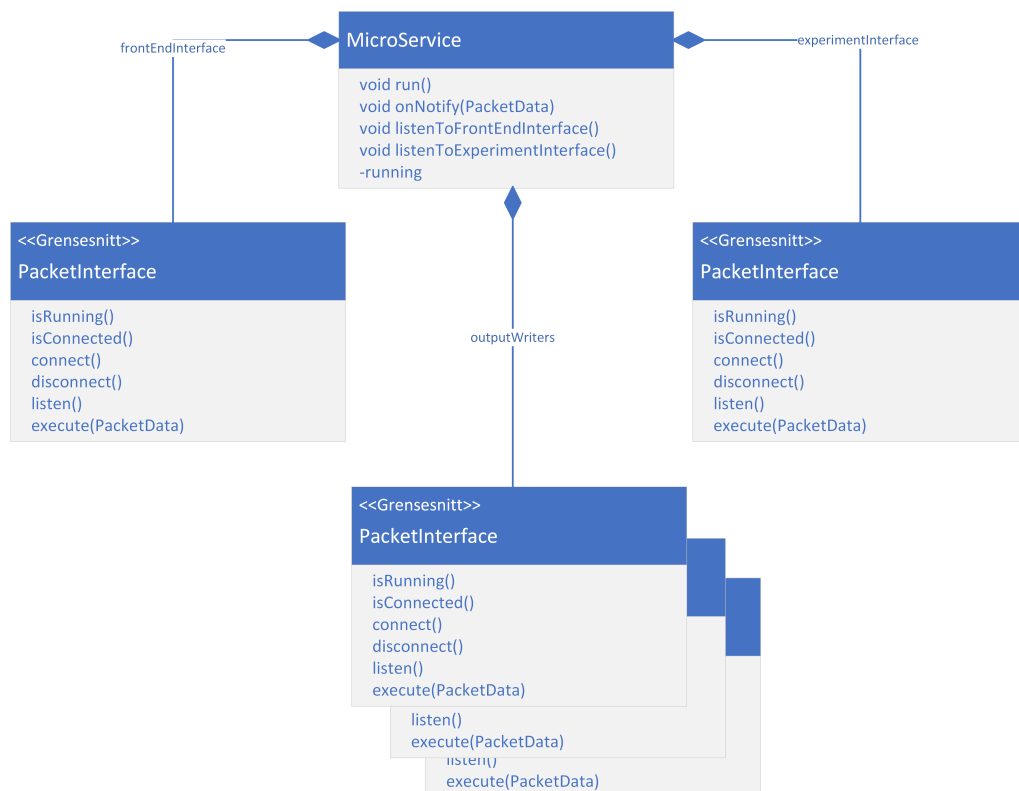 frontEndInterface
MicroService
experimentInterface
void run()
void onNotify(PacketData)
void listenToFrontEndInterface()
void listenToExperimentInterface()
-running
<<Grensesnitt>>
PacketInterface
isRunning()
isConnected()
connect()
disconnect()
listen()
execute(PacketData)
<<Grensesnitt>>
PacketInterface
isRunning()
isConnected()
connect()
disconnect()
listen()
execute(PacketData)
outputWriters
<<Grensesnitt>>
PacketInterface
isRunning()
isConnected()
connect()
disconnect()
listen()
execute(PacketData)
listen()
execute(PacketData)
listen()
execute(PacketData)